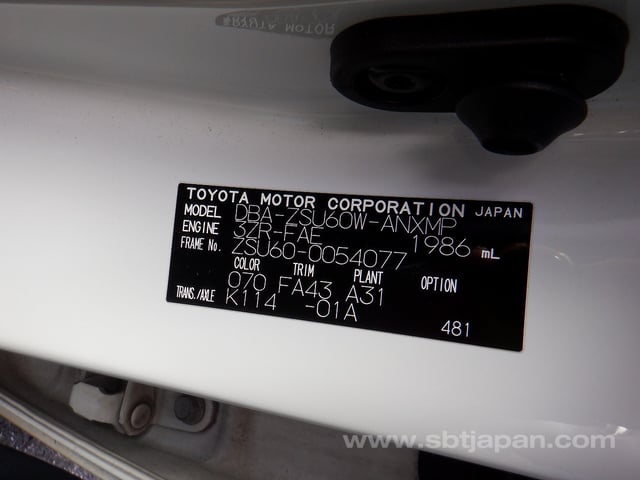 TOYOTA MOTOR CORPORATION JAPAN
MODEL DBA-ZSU60W-ANXMP
ENGINE 3ZR-FAE 1986 mL
FRAME No. ZSU60-0054077
COLOR TRIM PLANT OPTION
070 FA43 A31
TRANS./AXLE K114 -01A
481
www.sbtjapan.com